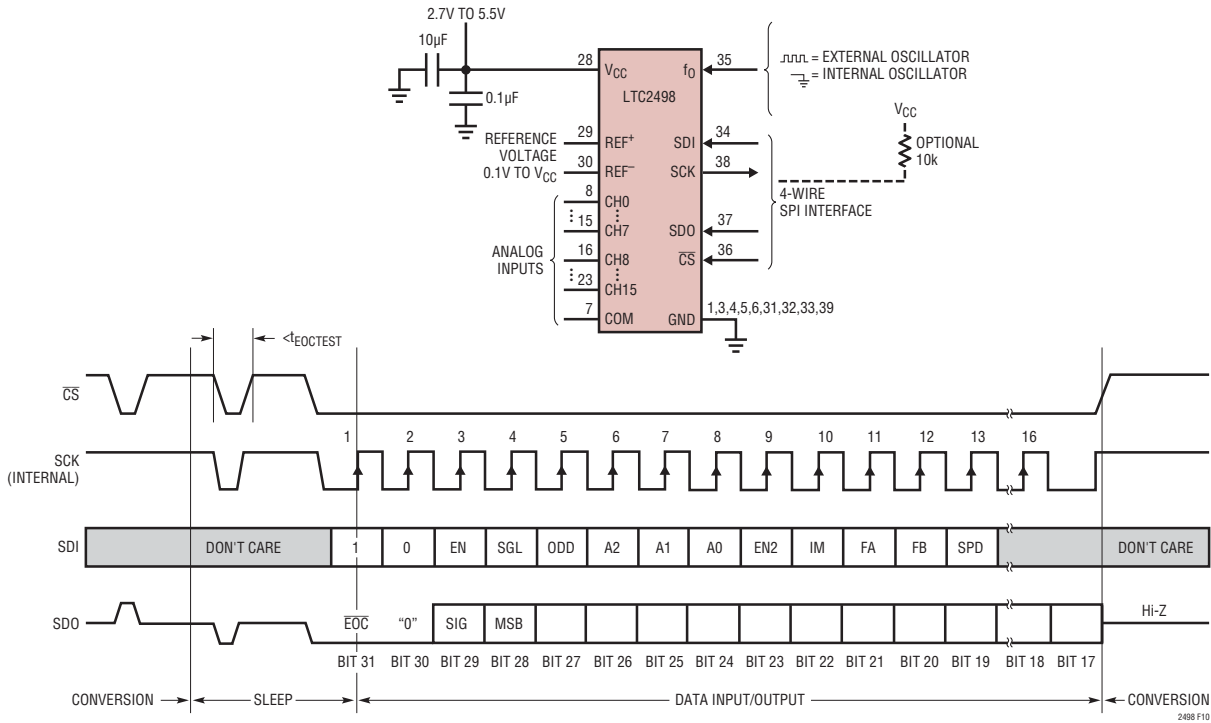 2.7V TO 5.5V
10µF
0.1µF
28
VCC
fO
35
LTC2498
= EXTERNAL OSCILLATOR
= INTERNAL OSCILLATOR
REFERENCE
VOLTAGE
0.1V TO VCC
29
REF+
30
REF–
SDI
34
SCK
38
VCC
OPTIONAL
10k
4-WIRE
SPI INTERFACE
ANALOG
INPUTS
8
CH0
15
CH7
16
CH8
23
CH15
7
COM
SDO
37
CS
36
GND
1,3,4,5,6,31,32,33,39
<tEOCTEST
CS
1 2 3 4 5 6 7 8 9 10 11 12 13 16
SCK
(INTERNAL)
SDI DON'T CARE 1 0 EN SGL ODD A2 A1 A0 EN2 IM FA FB SPD DON'T CARE
SDO EOC "0" SIG MSB Hi-Z
BIT 31 BIT 30 BIT 29 BIT 28 BIT 27 BIT 26 BIT 25 BIT 24 BIT 23 BIT 22 BIT 21 BIT 20 BIT 19 BIT 18 BIT 17
CONVERSION SLEEP DATA INPUT/OUTPUT CONVERSION
2498 F10